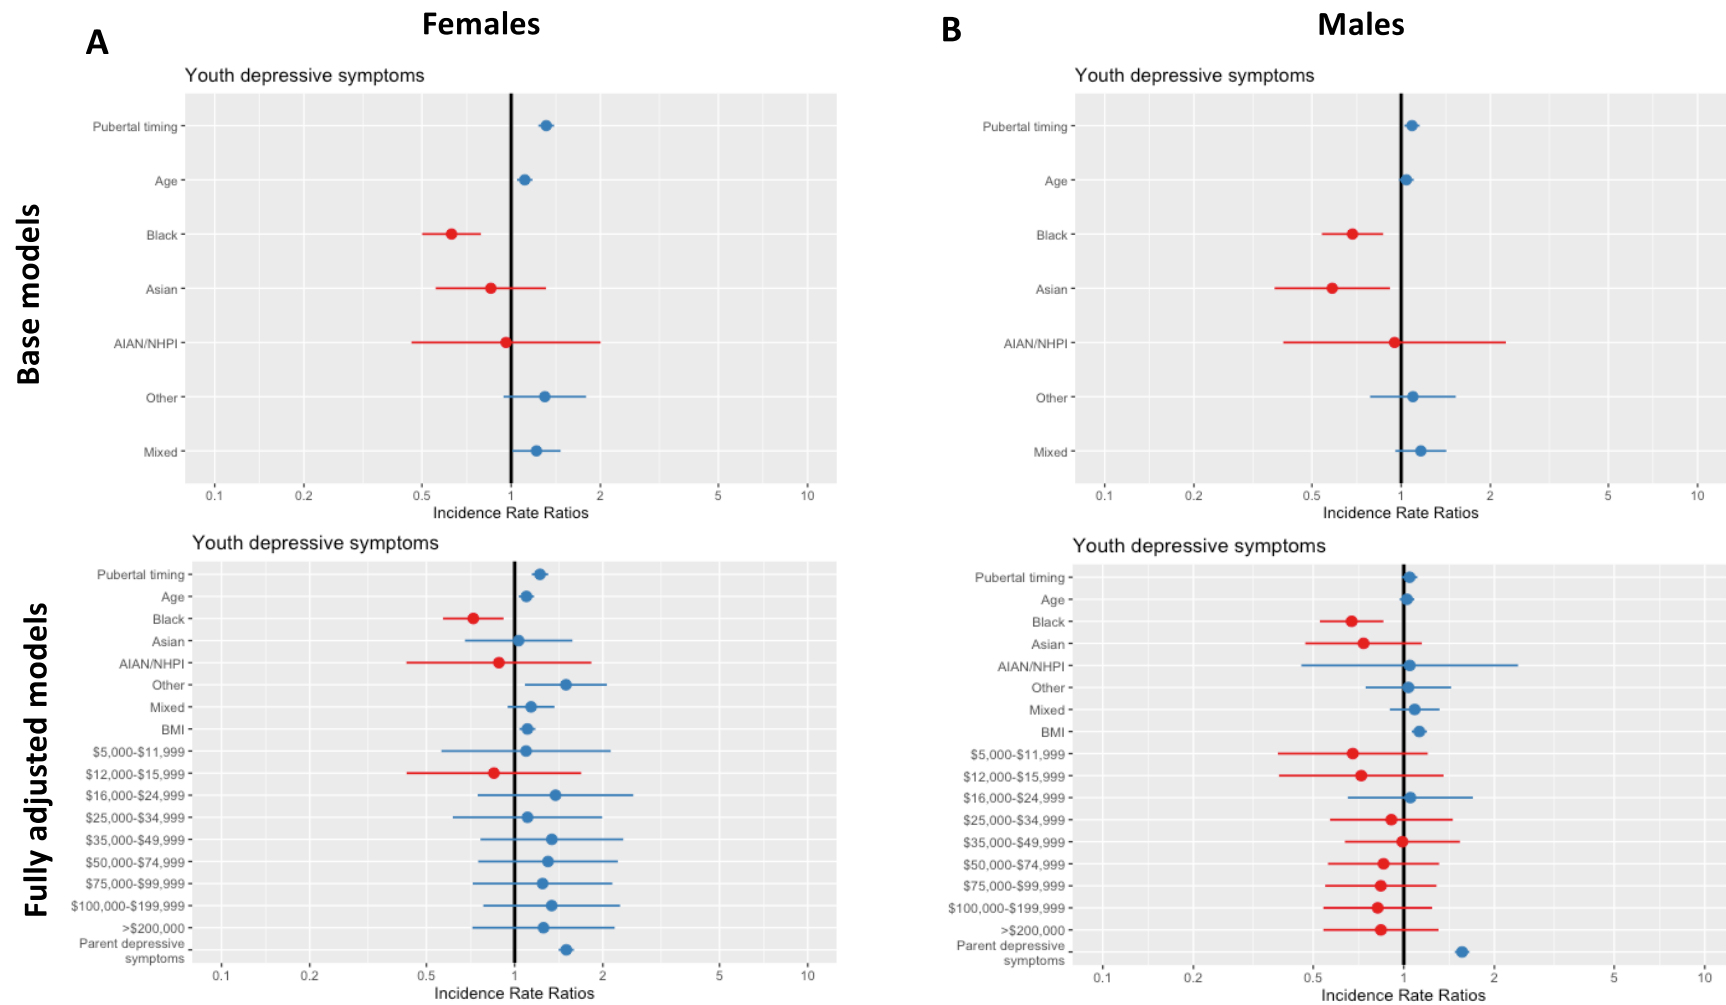 Females
Males
A
B
Base models
Youth depressive symptoms
Pubertal timing
Age
Black
Asian
AIAN/NHPI
Other
Mixed
0.1 0.2 0.5 1 2 5 10
Incidence Rate Ratios
Youth depressive symptoms
Pubertal timing
Age
Black
Asian
AIAN/NHPI
Other
Mixed
0.1 0.2 0.5 1 2 5 10
Incidence Rate Ratios
Fully adjusted models
Youth depressive symptoms
Pubertal timing
Age
Black
Asian
AIAN/NHPI
Other
Mixed
BMI
$5,000-$11,999
$12,000-$15,999
$16,000-$24,999
$25,000-$34,999
$35,000-$49,999
$50,000-$74,999
$75,000-$99,999
$100,000-$199,999
>$200,000
Parent depressive
symptoms
0.1 0.2 0.5 1 2 5 10
Incidence Rate Ratios
Youth depressive symptoms
Pubertal timing
Age
Black
Asian
AIAN/NHPI
Other
Mixed
BMI
$5,000-$11,999
$12,000-$15,999
$16,000-$24,999
$25,000-$34,999
$35,000-$49,999
$50,000-$74,999
$75,000-$99,999
$100,000-$199,999
>$200,000
Parent depressive
symptoms
0.1 0.2 0.5 1 2 5 10
Incidence Rate Ratios